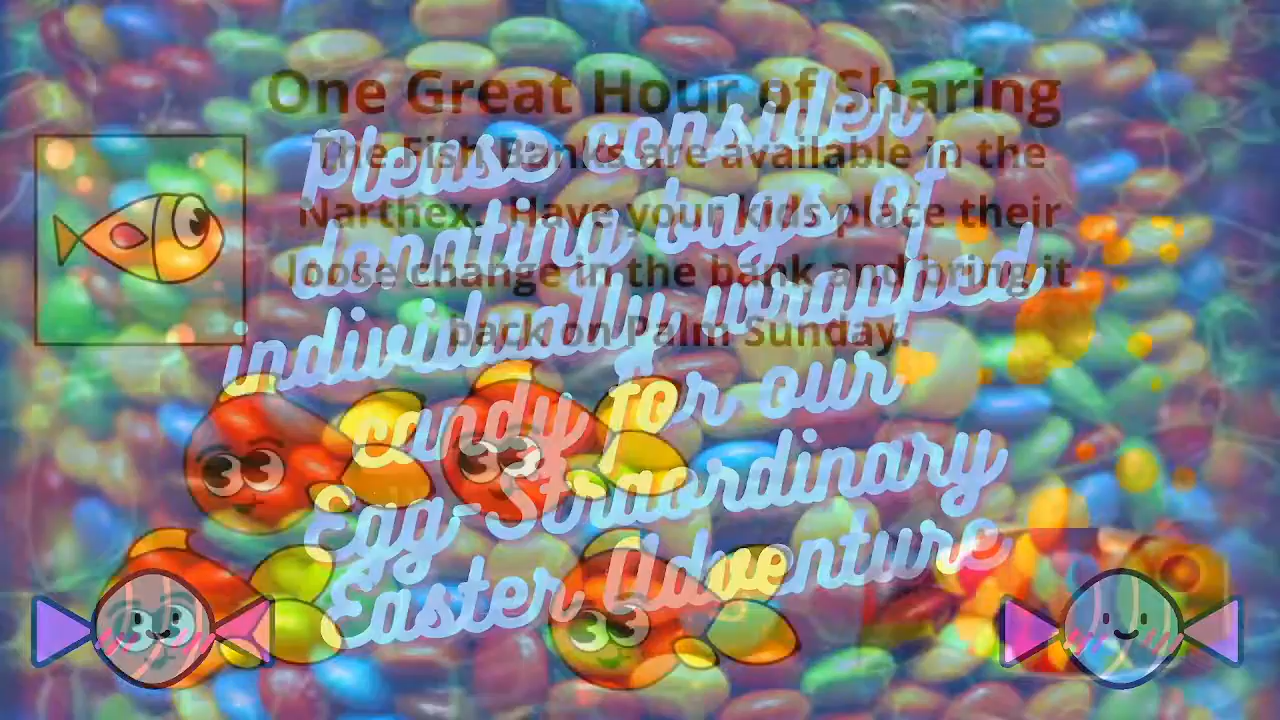 One Great Hour of Sharing
The Fish Banks are available in the
Narthex. Have your kids place their
loose change in the bank and bring it
back on Palm Sunday.
Please consider
donating bags of
individually wrapped
candy for our
Egg-Straordinary
Easter Adventure